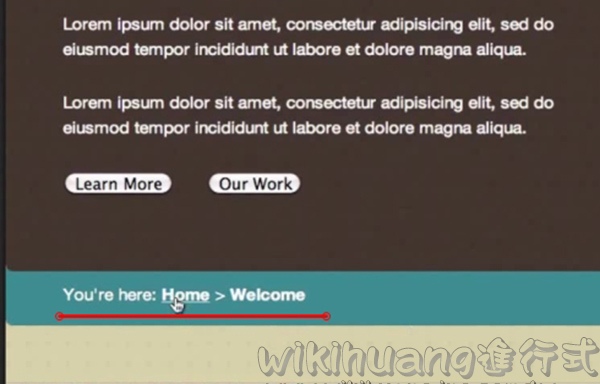 Lorem ipsum dolor sit amet, consectetur adipisicing elit, sed do
eiusmod tempor incididunt ut labore et dolore magna aliqua.
Lorem ipsum dolor sit amet, consectetur adipisicing elit, sed do
eiusmod tempor incididunt ut labore et dolore magna aliqua.
Learn More Our Work
You're here: Home > Welcome
wikihuang進行式